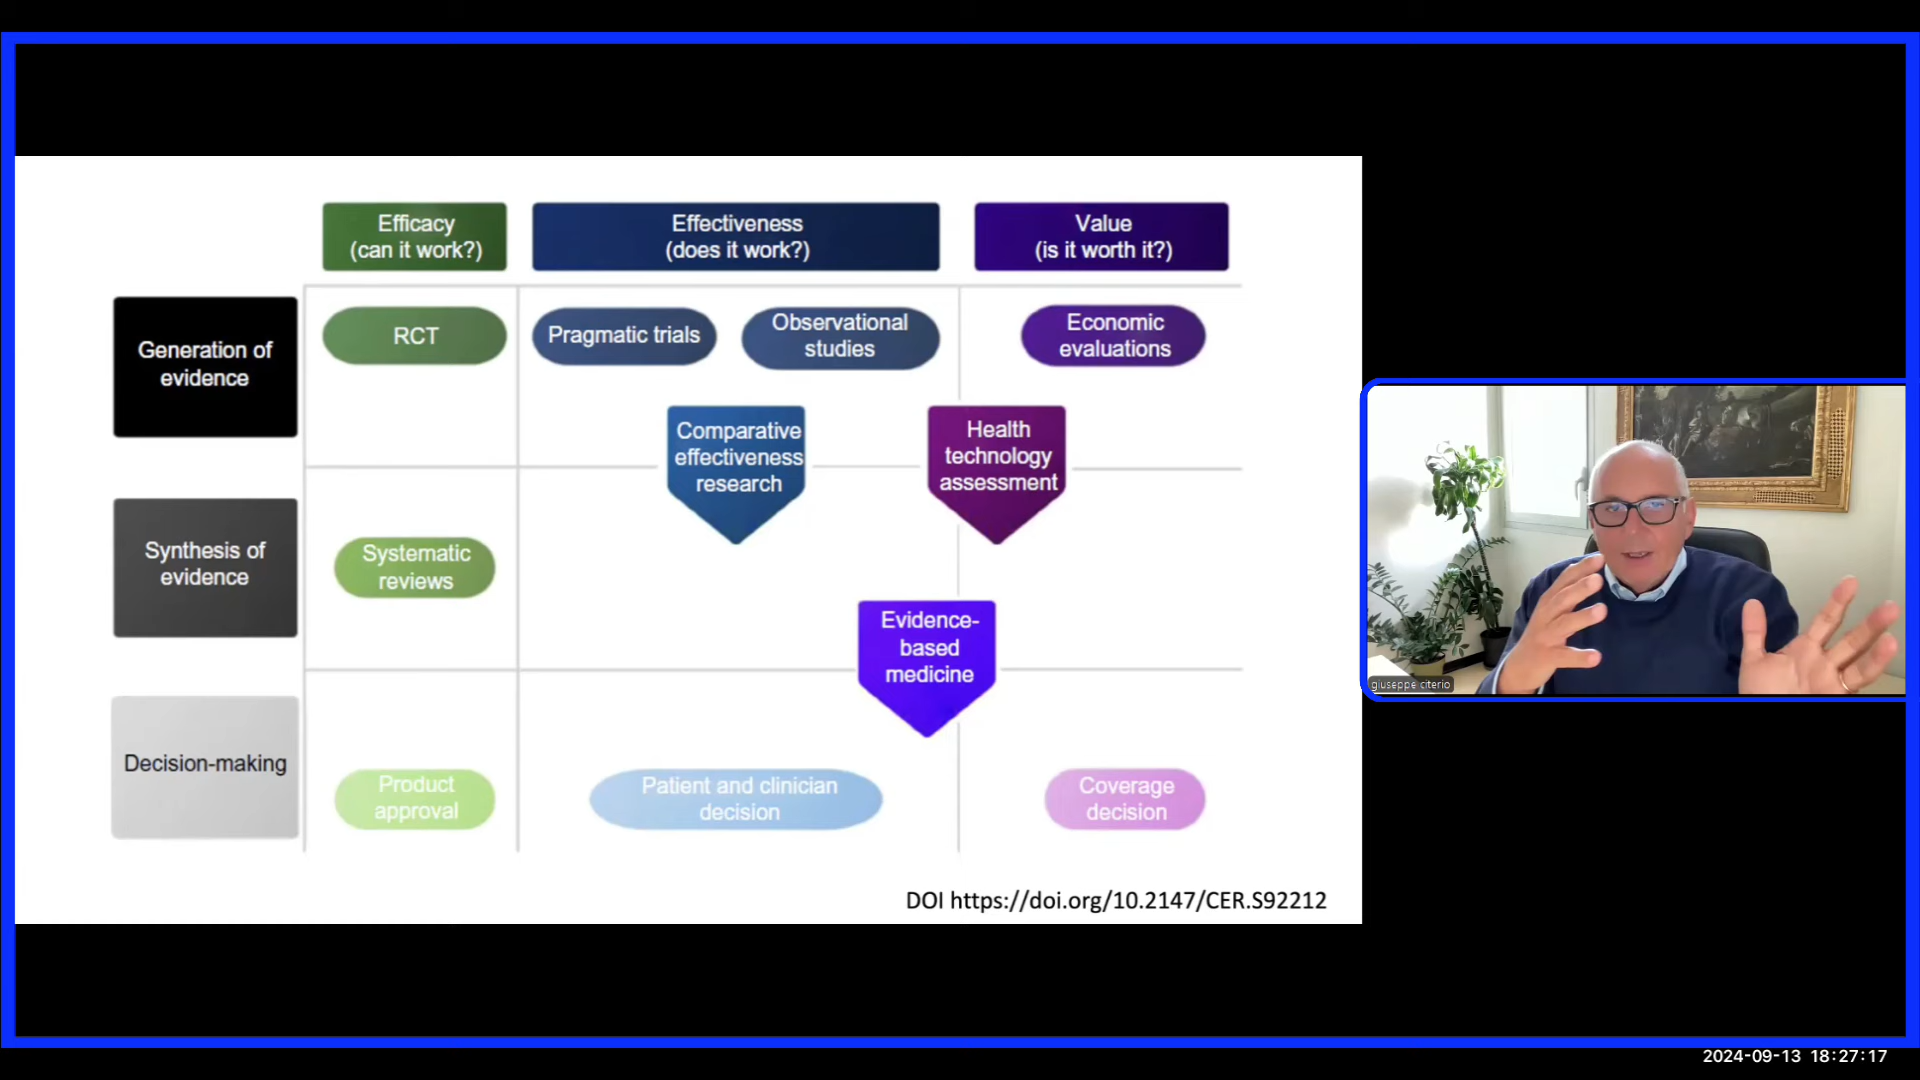 Efficacy
(can it work?)
Effectiveness
(does it work?)
Value
(is it worth it?)
Generation of
evidence
RCT
Pragmatic trials
Observational
studies
Economic
evaluations
Comparative
effectiveness
research
Health
technology
assessment
Synthesis of
evidence
Systematic
reviews
Evidence-
based
medicine
Decision-making
Product
approval
Patient and clinician
decision
Coverage
decision
DOI https://doi.org/10.2147/CER.S92212
giuseppe citerio
2024-09-13 18:27:17